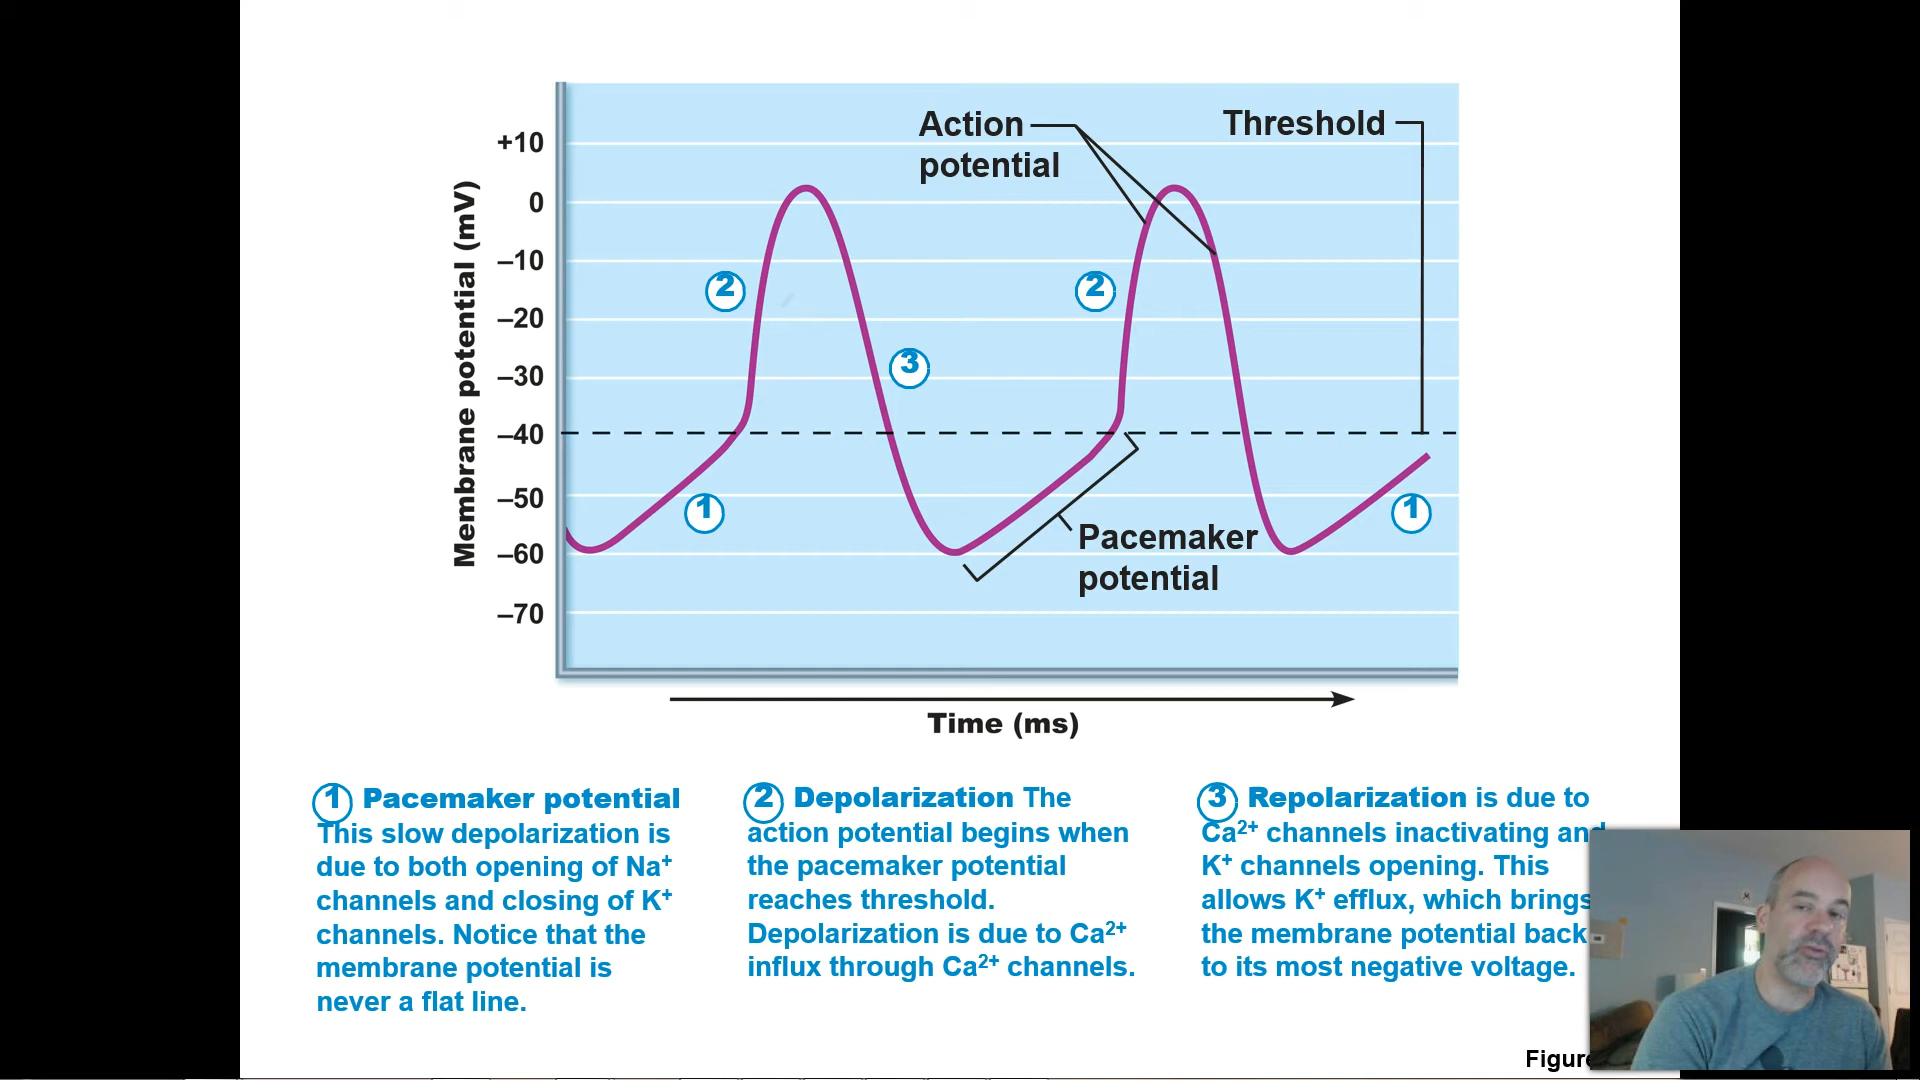 Action
potential
Threshold
+10
0
–10
–20
–30
–40
–50
–60
–70
Membrane potential (mV)
2
2
3
1
1
Pacemaker
potential
Time (ms)
1 Pacemaker potential
This slow depolarization is
due to both opening of Na⁺
channels and closing of K⁺
channels. Notice that the
membrane potential is
never a flat line.
2 Depolarization The
action potential begins when
the pacemaker potential
reaches threshold.
Depolarization is due to Ca²⁺
influx through Ca²⁺ channels.
3 Repolarization is due to
Ca²⁺ channels inactivating and
K⁺ channels opening. This
allows K⁺ efflux, which brings
the membrane potential back
to its most negative voltage.
Figure